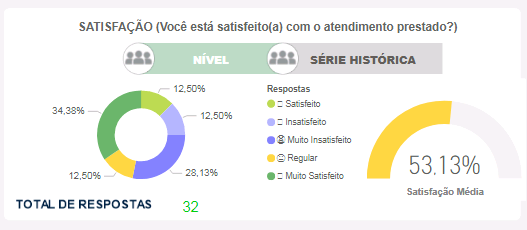 SATISFAÇÃO (Você está satisfeito(a) com o atendimento prestado?)
NÍVEL
SÉRIE HISTÓRICA
12,50%
34,38%
12,50%
12,50%
28,13%
Respostas
Satisfeito
Insatisfeito
Muito Insatisfeito
Regular
Muito Satisfeito
53,13%
Satisfação Média
TOTAL DE RESPOSTAS 32